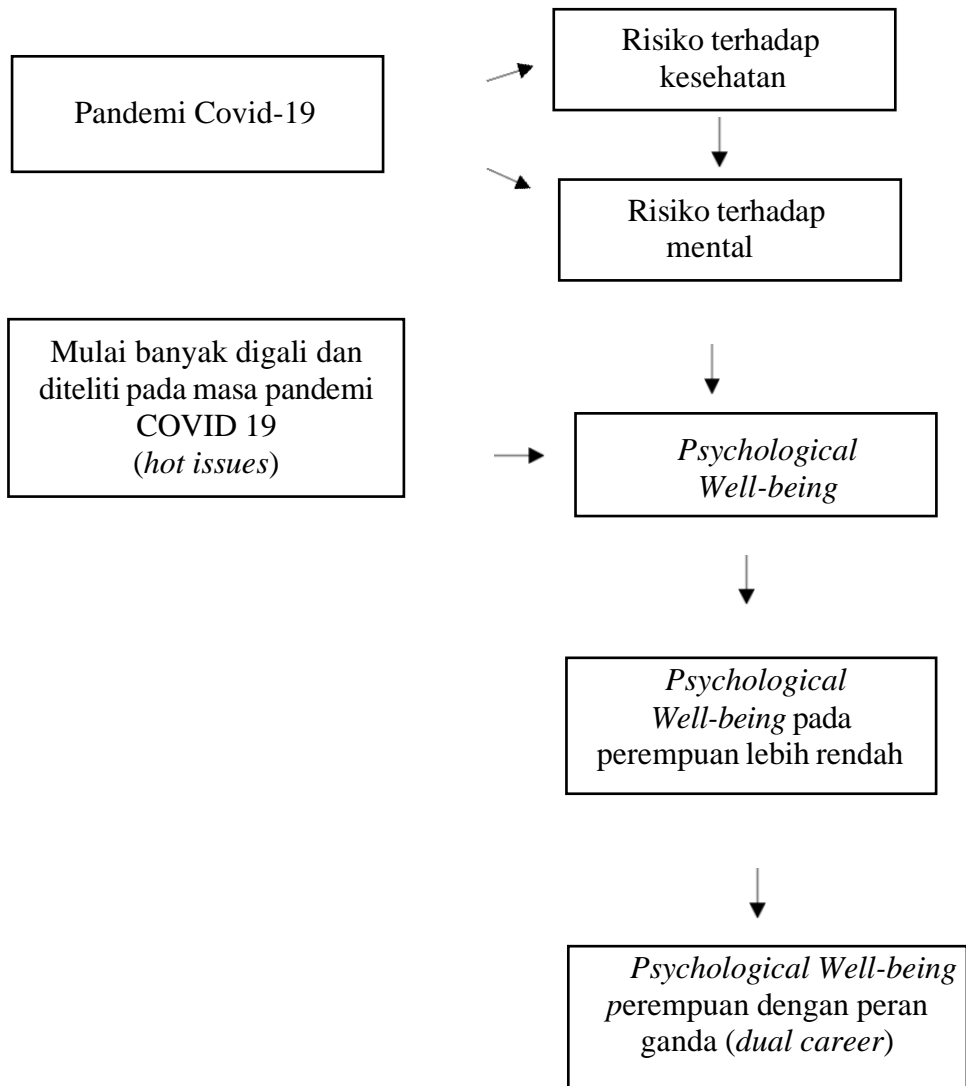 Risiko terhadap
kesehatan
Pandemi Covid-19
Risiko terhadap
mental
Mulai banyak digali dan
diteliti pada masa pandemi
COVID 19
(hot issues)
Psychological
Well-being
Psychological
Well-being pada
perempuan lebih rendah
Psychological Well-being
perempuan dengan peran
ganda (dual career)